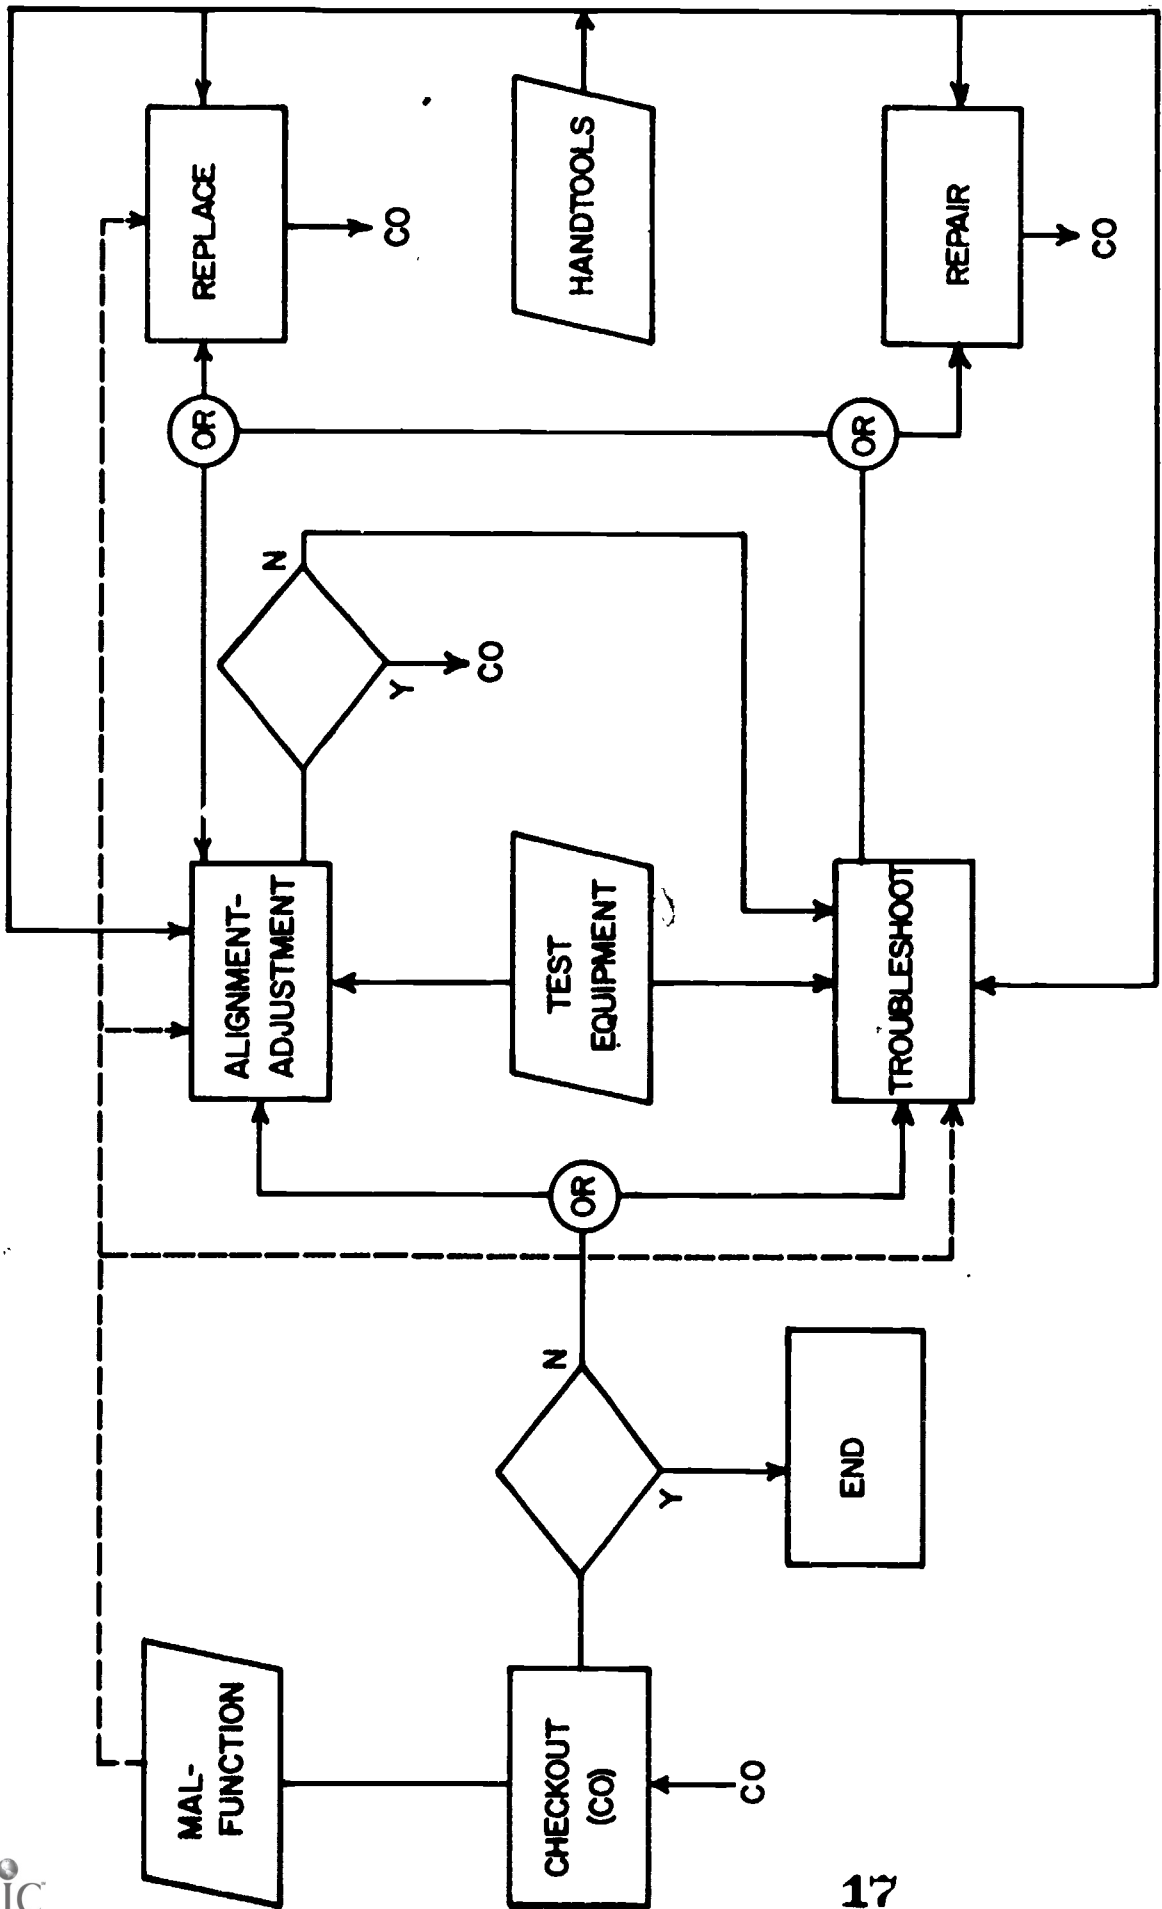 MAL-
FUNCTION
CHECKOUT
(CO)
CO
N
Y
END
OR
ALIGNMENT-
ADJUSTMENT
TEST
EQUIPMENT
TROUBLESHOOT
N
Y
CO
OR
OR
REPLACE
CO
HANDTOOLS
REPAIR
CO
17
IC